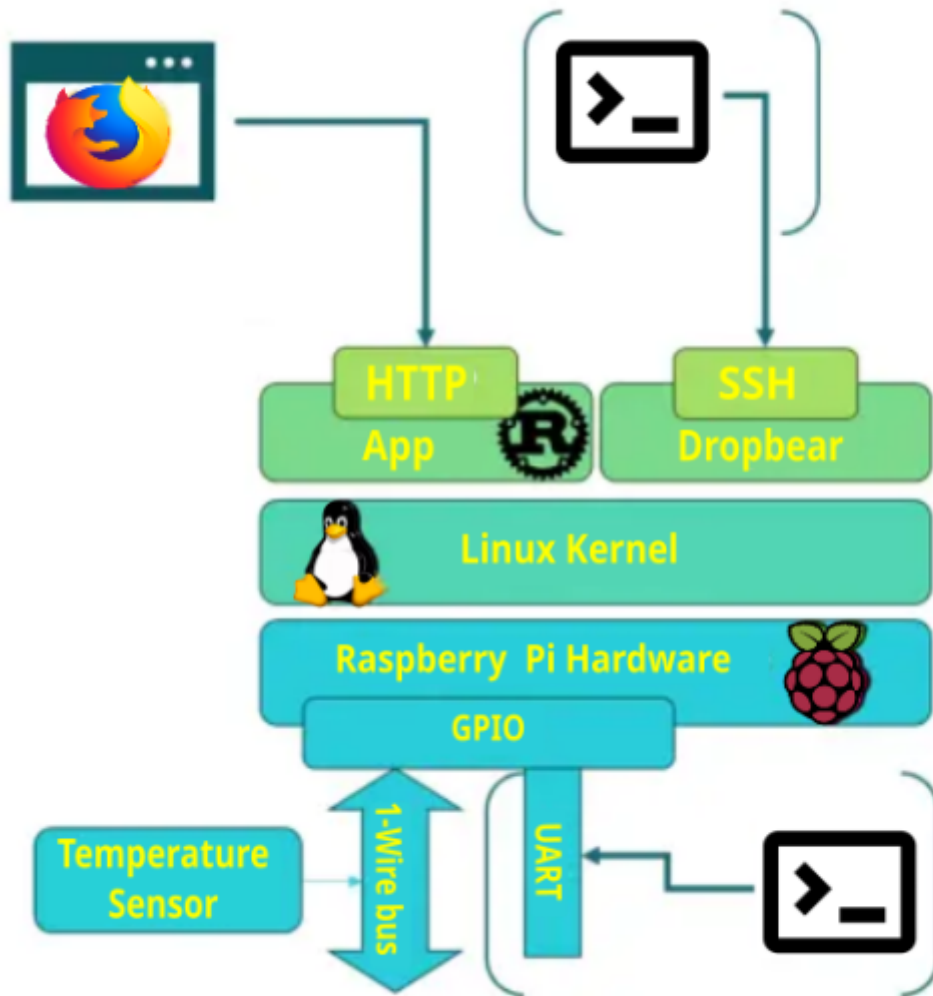 HTTP
App
R
SSH
Dropbear
Linux Kernel
Raspberry Pi Hardware
GPIO
1-Wire bus
UART
Temperature
Sensor
>_
>_